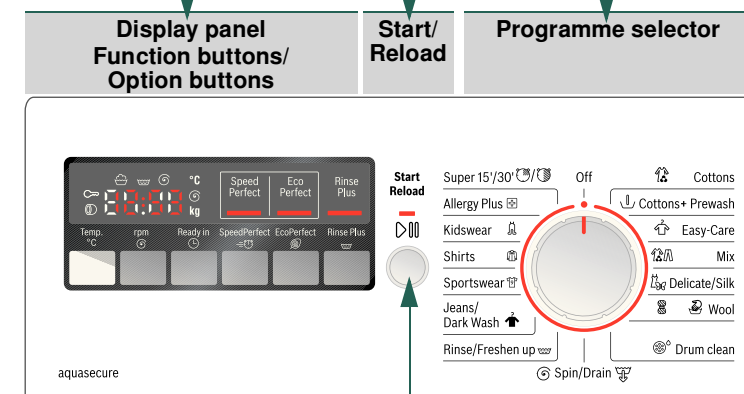 Display panel
Function buttons/
Option buttons
Start/
Reload
Programme selector
°C
kg
Speed
Perfect
Eco
Perfect
Rinse
Plus
Temp.
°C
rpm
Ready in
SpeedPerfect
EcoPerfect
Rinse Plus
Start
Reload
Super 15'/30'
Allergy Plus
Kidswear
Shirts
Sportswear
Jeans/
Dark Wash
Rinse/Freshen up
Off
Cottons
Cottons+ Prewash
Easy-Care
Mix
Delicate/Silk
Wool
Drum clean
Spin/Drain
aquasecure